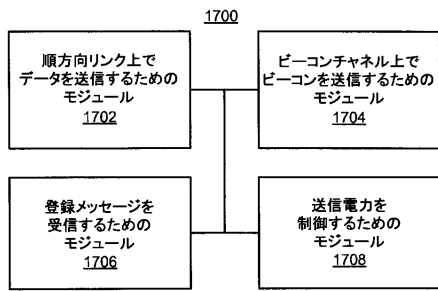 1700
順方向リンク上で
データを送信するための
モジュール
1702
ビーコンチャネル上で
ビーコンを送信するための
モジュール
1704
登録メッセージを
受信するための
モジュール
1706
送信電力を
制御するための
モジュール
1708